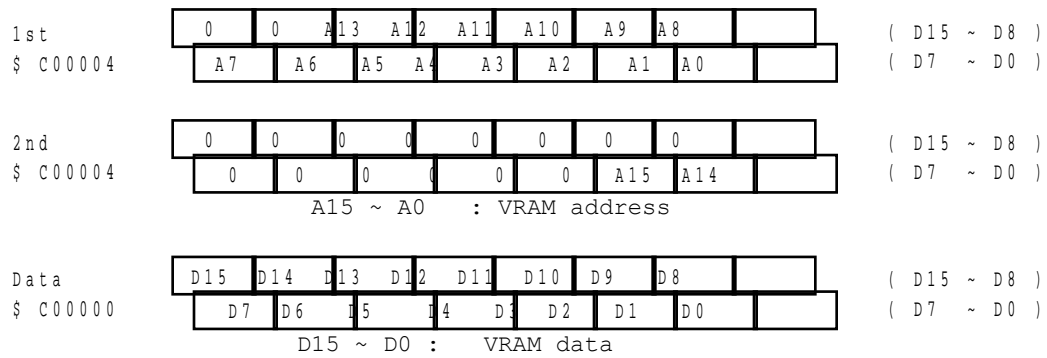 1st 0 0 A13 A12 A11 A10 A9 A8 ( D15 ~ D8 )
$ C00004 A7 A6 A5 A4 A3 A2 A1 A0 ( D7 ~ D0 )
2nd 0 0 0 0 0 0 0 0 ( D15 ~ D8 )
$ C00004 0 0 0 0 0 0 A15 A14 ( D7 ~ D0 )
A15 ~ A0 : VRAM address
Data D15 D14 D13 D12 D11 D10 D9 D8 ( D15 ~ D8 )
$ C00000 D7 D6 D5 D4 D3 D2 D1 D0 ( D7 ~ D0 )
D15 ~ D0 : VRAM data